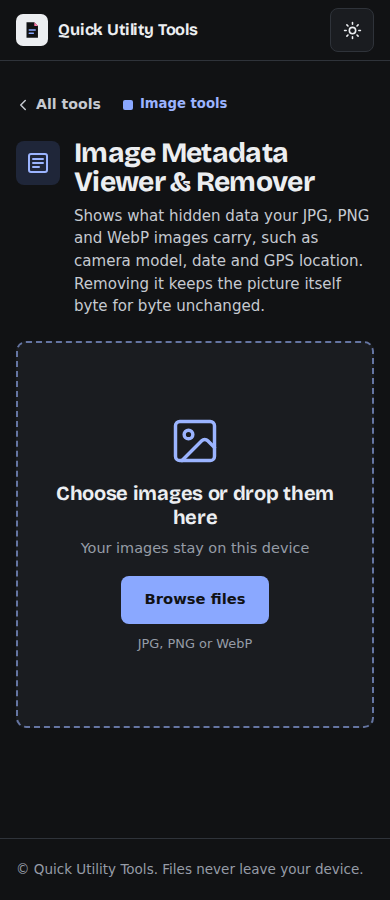 Quick Utility Tools
All tools
Image tools
Image Metadata
Viewer & Remover
Shows what hidden data your JPG, PNG
and WebP images carry, such as
camera model, date and GPS location.
Removing it keeps the picture itself
byte for byte unchanged.
Choose images or drop them
here
Your images stay on this device
Browse files
JPG, PNG or WebP
© Quick Utility Tools. Files never leave your device.